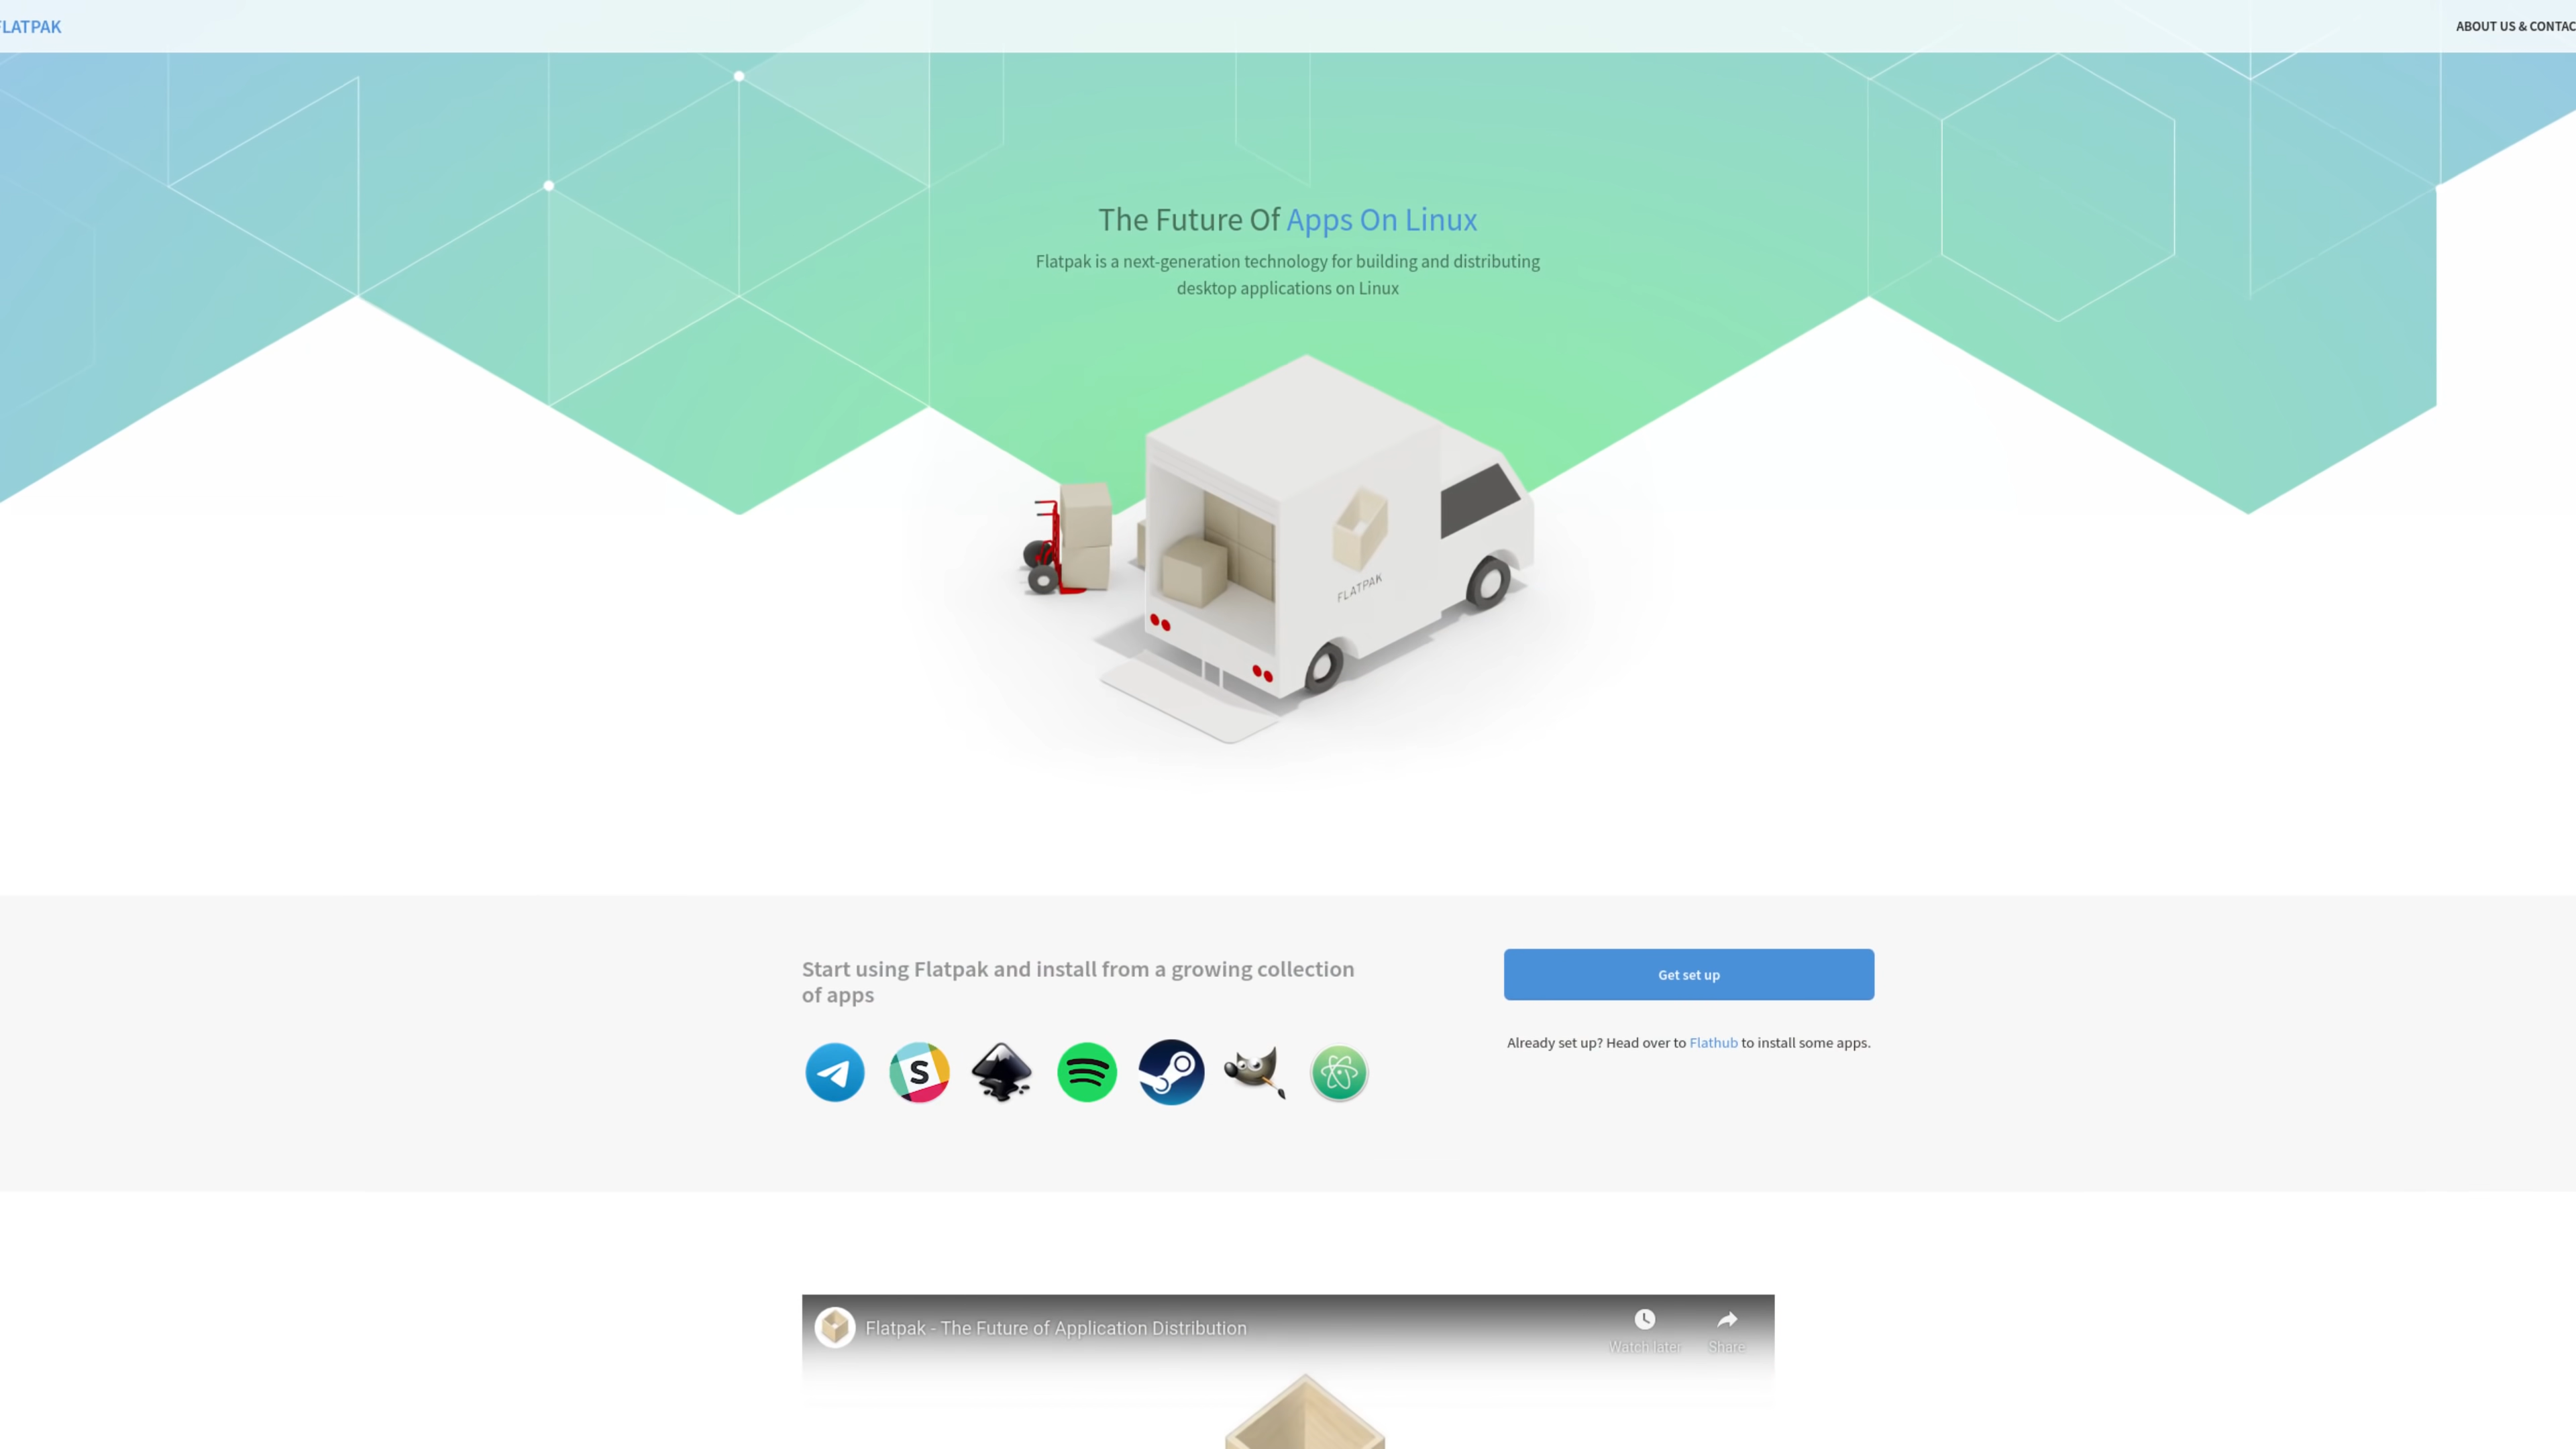 FLATPAK
ABOUT US & CONTAC
The Future Of Apps On Linux
Flatpak is a next-generation technology for building and distributing
desktop applications on Linux
FLATPAK
Start using Flatpak and install from a growing collection
of apps
Get set up
Already set up? Head over to Flathub to install some apps.
S
Flatpak - The Future of Application Distribution
Watch later
Share